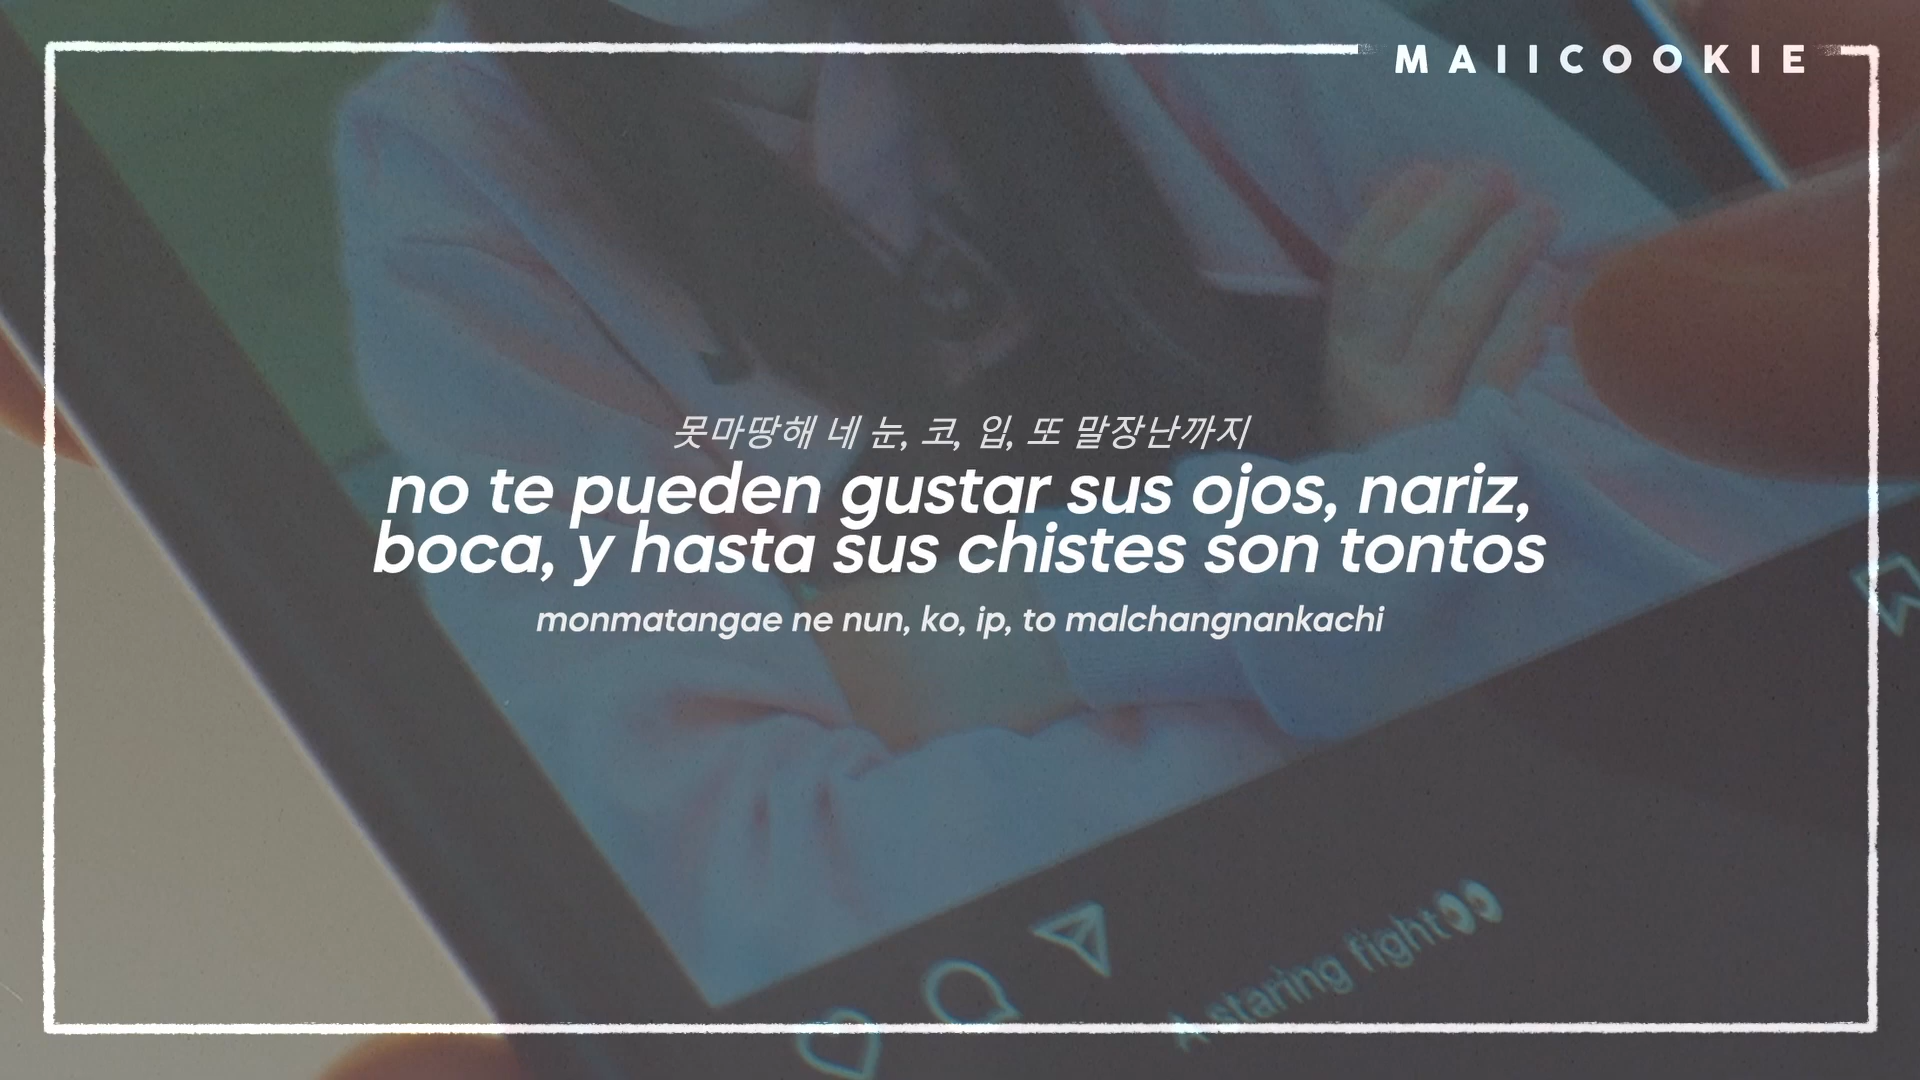 MAIICOOKIE
못마땅해 네 눈, 코, 입, 또 말장난까지
no te pueden gustar sus ojos, nariz,
boca, y hasta sus chistes son tontos
monmatangae ne nun, ko, ip, to malchangnankachi
A staring fight👀